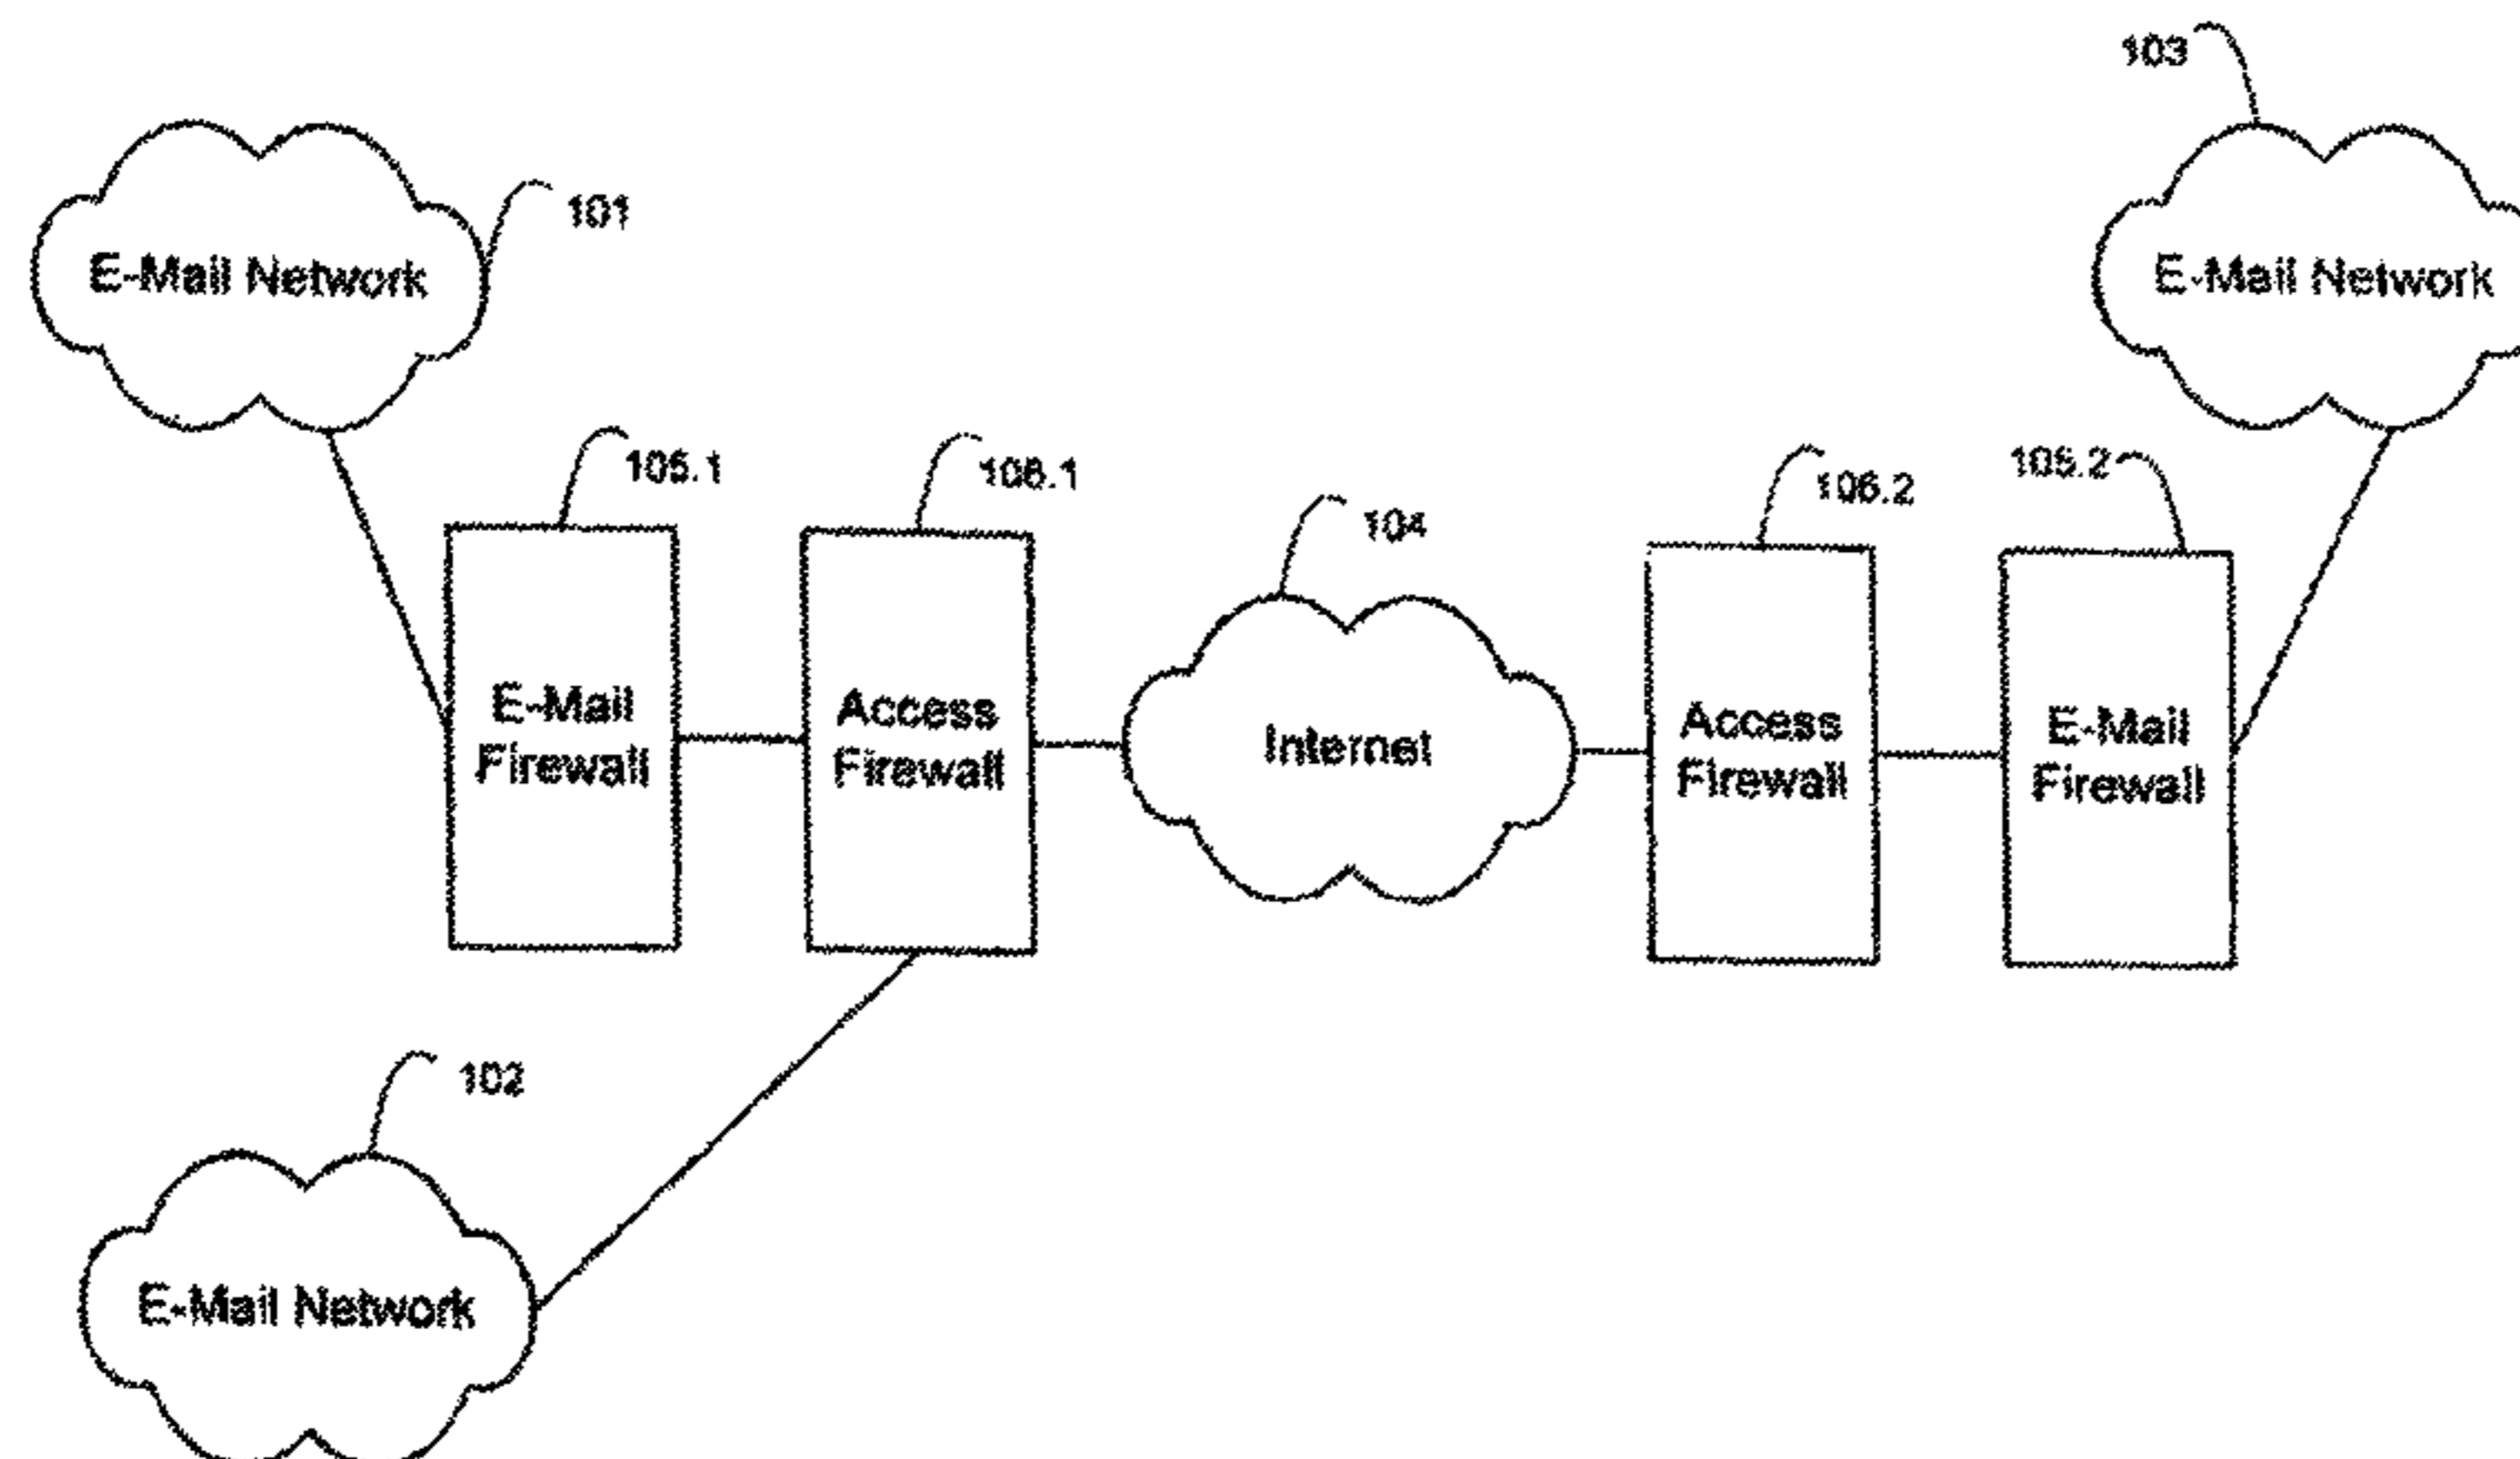 103
101
E-Mail Network
E-Mail Network
105.1
106.1
104
106.2
105.2
E-Mail
Firewall
Access
Firewall
Internet
Access
Firewall
E-Mail
Firewall
102
E-Mail Network